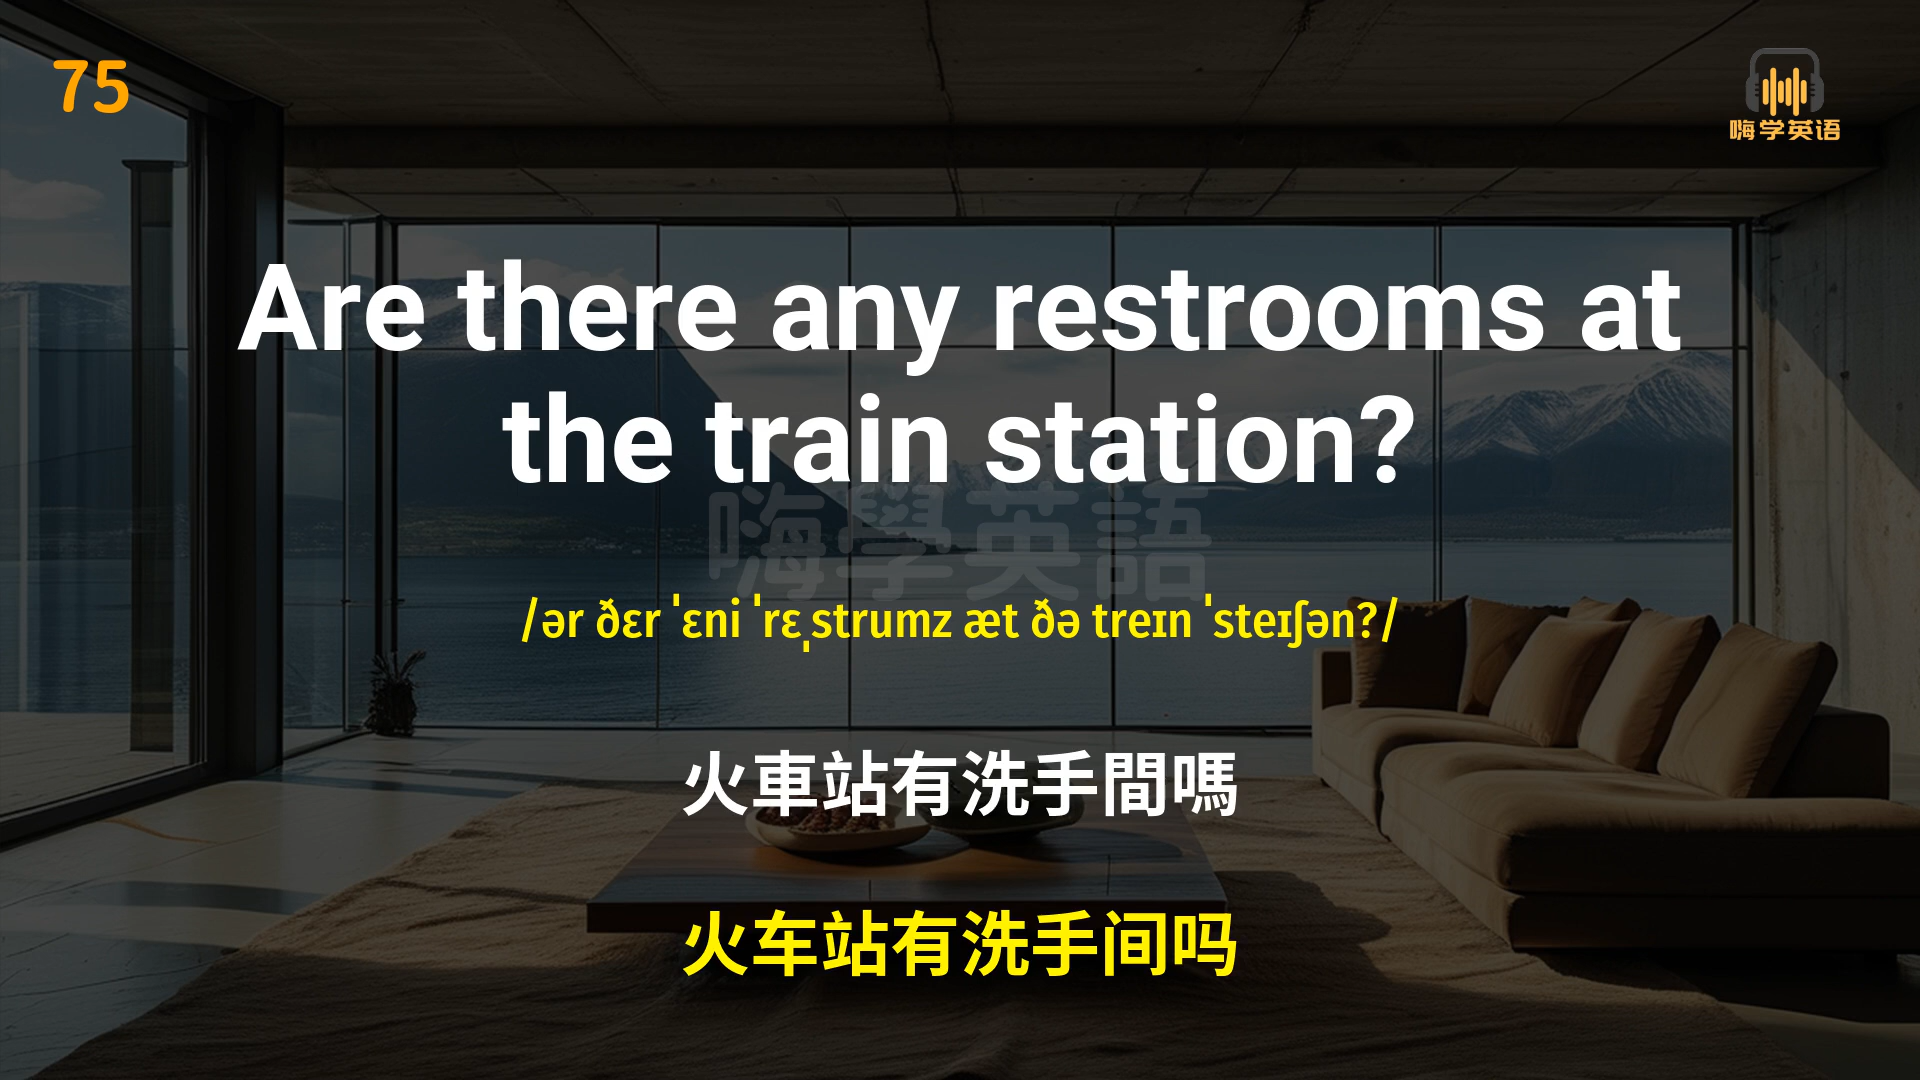 75
嗨学英语
Are there any restrooms at
the train station?
嗨學英語
/ər ðɛr ˈɛni ˈrɛˌstrumz æt ðə treɪn ˈsteɪʃən?/
火車站有洗手間嗎
火车站有洗手间吗